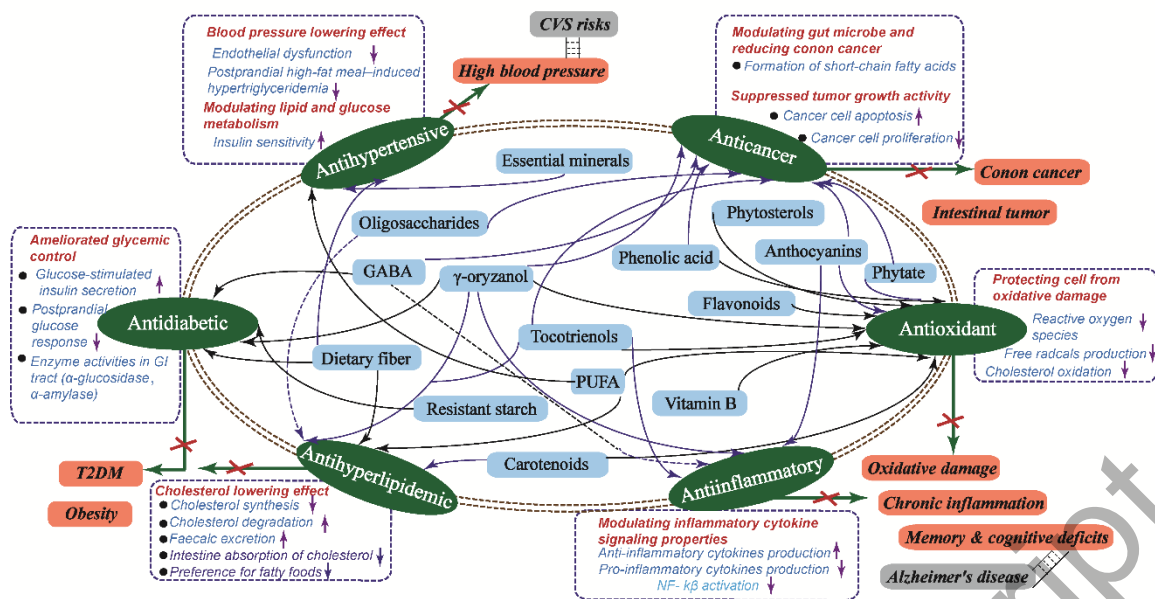 CVS risks
High blood pressure
Blood pressure lowering effect
Endothelial dysfunction
Postprandial high-fat meal–induced
hypertriglyceridemia
Modulating lipid and glucose
metabolism
Insulin sensitivity
Antihypertensive
Modulating gut microbe and
reducing conon cancer
Formation of short-chain fatty acids
Suppressed tumor growth activity
Cancer cell apoptosis
Cancer cell proliferation
Anticancer
Conon cancer
Intestinal tumor
Essential minerals
Oligosaccharides
GABA
γ-oryzanol
Phytosterols
Phenolic acid
Anthocyanins
Phytate
Flavonoids
Tocotrienols
Dietary fiber
PUFA
Resistant starch
Vitamin B
Carotenoids
Ameliorated glycemic
control
Glucose-stimulated
insulin secretion
Postprandial
glucose
response
Enzyme activities in GI
tract (α-glucosidase,
α-amylase)
Antidiabetic
T2DM
Obesity
Protecting cell from
oxidative damage
Reactive oxygen
species
Free radcals production
Cholesterol oxidation
Antioxidant
Oxidative damage
Antihyperlipidemic
Cholesterol lowering effect
Cholesterol synthesis
Cholesterol degradation
Faecalc excretion
Intestine absorption of cholesterol
Preference for fatty foods
Antiinflammatory
Modulating inflammatory cytokine
signaling properties
Anti-inflammatory cytokines production
Pro-inflammatory cytokines production
NF- kβ activation
Chronic inflammation
Memory & cognitive deficits
Alzheimer's disease
ript